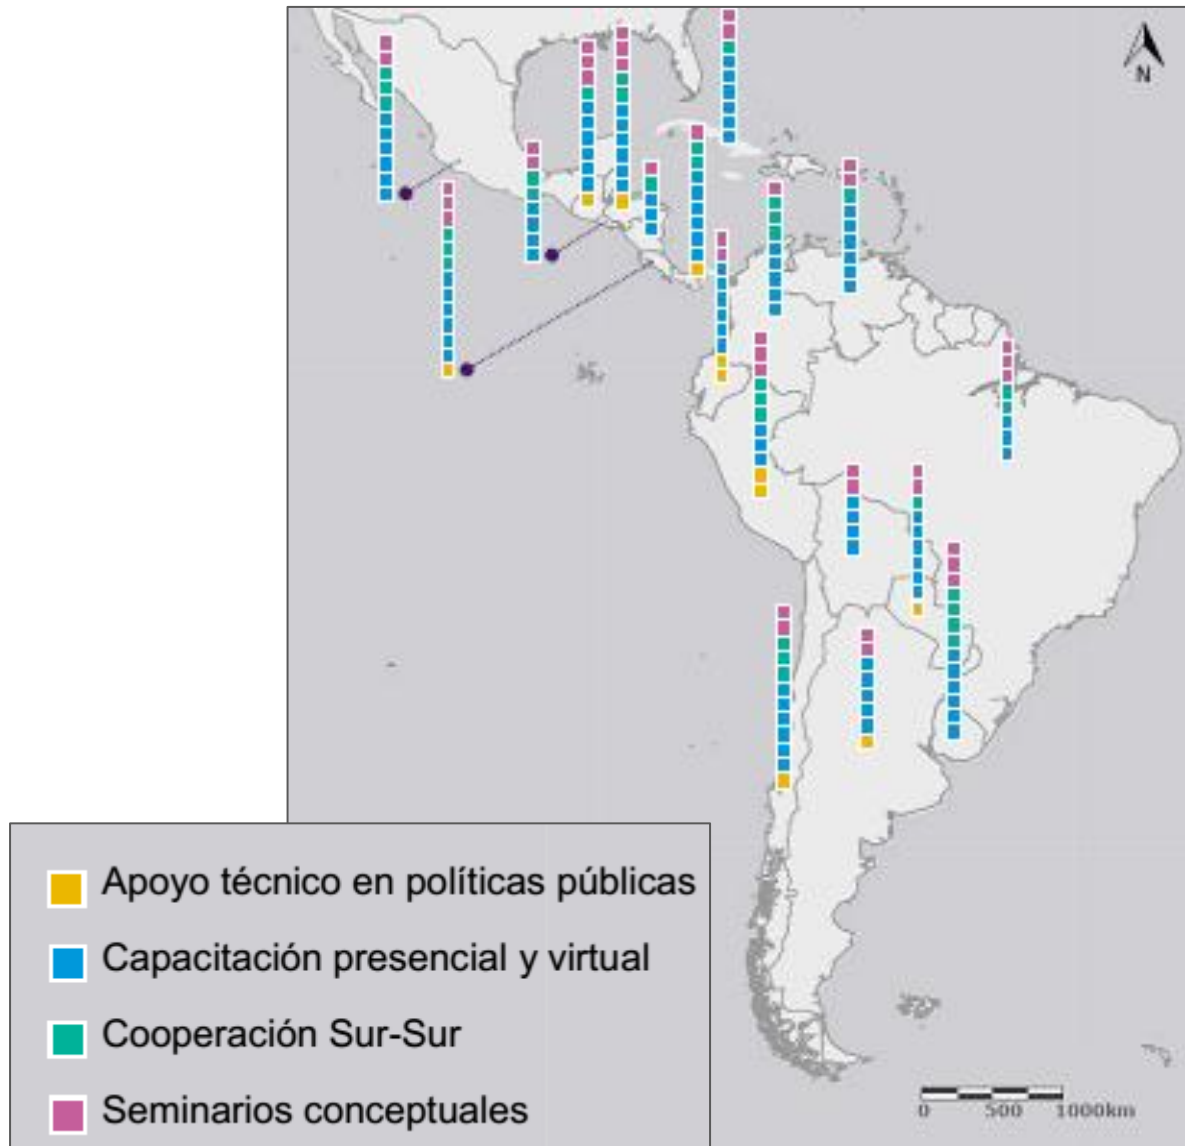 N
Apoyo técnico en políticas públicas
Capacitación presencial y virtual
Cooperación Sur-Sur
Seminarios conceptuales
0 500 1000km